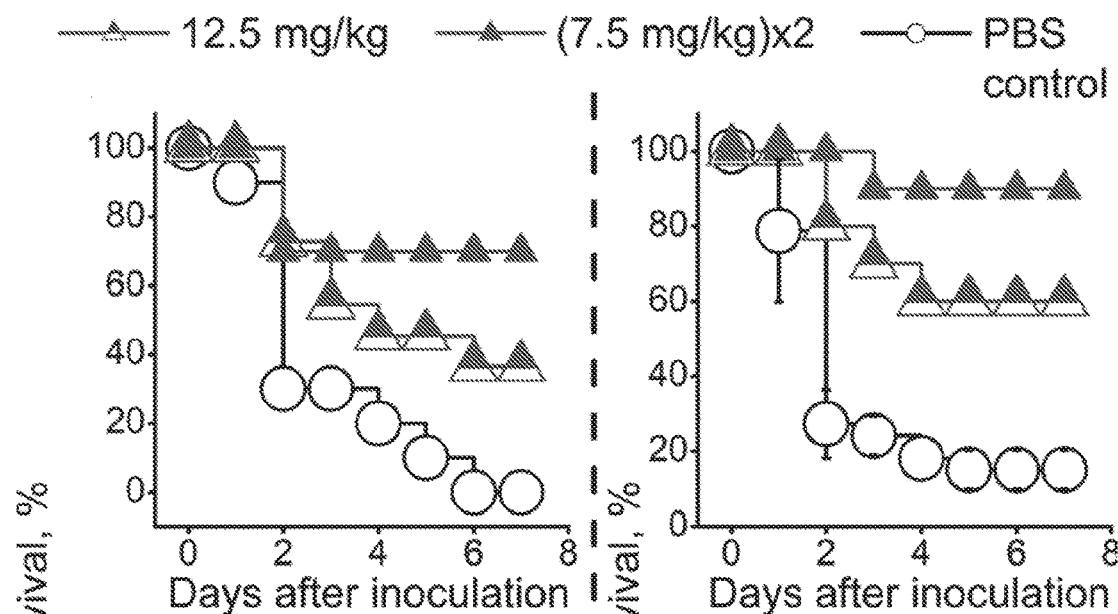 12.5 mg/kg (7.5 mg/kg)x2 PBS
control
100
80
60
40
20
0
0 2 4 6 8
Days after inoculation
vival, %
100
80
60
40
20
0
0 2 4 6 8
Days after inoculation
vival, %